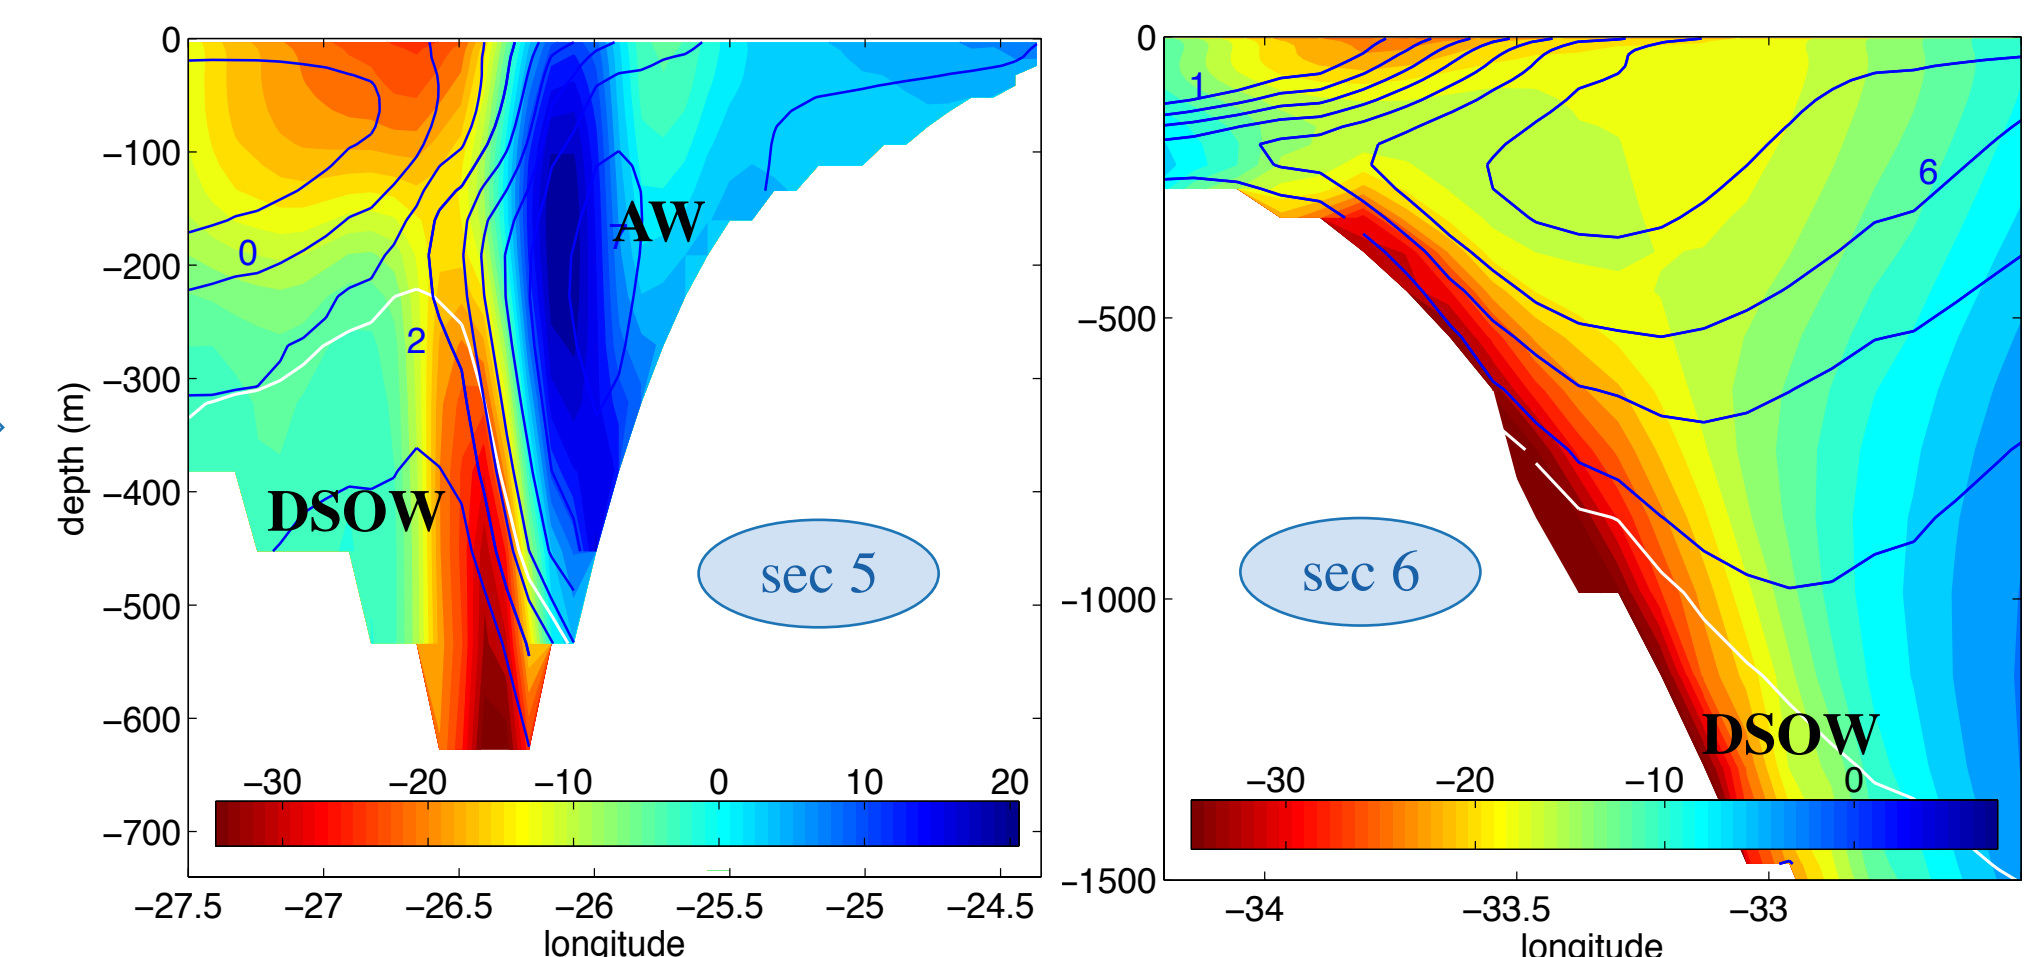 0
−100
−200
−300
−400
−500
−600
−700
depth (m)
0
2
7
AW
DSOW
sec 5
−30 −20 −10 0 10 20
−27.5 −27 −26.5 −26 −25.5 −25 −24.5
longitude
0
−500
−1000
−1500
1
6
sec 6
DSOW
−30 −20 −10 0
−34 −33.5 −33
longitude